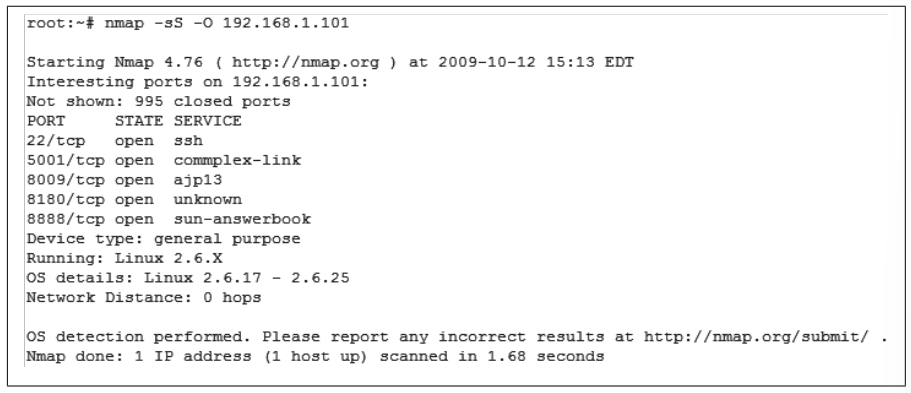 root:~# nmap -sS -O 192.168.1.101
Starting Nmap 4.76 ( http://nmap.org ) at 2009-10-12 15:13 EDT
Interesting ports on 192.168.1.101:
Not shown: 995 closed ports
PORT     STATE SERVICE
22/tcp   open  ssh
5001/tcp open  commplex-link
8009/tcp open  ajp13
8180/tcp open  unknown
8888/tcp open  sun-answerbook
Device type: general purpose
Running: Linux 2.6.X
OS details: Linux 2.6.17 - 2.6.25
Network Distance: 0 hops
OS detection performed. Please report any incorrect results at http://nmap.org/submit/ .
Nmap done: 1 IP address (1 host up) scanned in 1.68 seconds